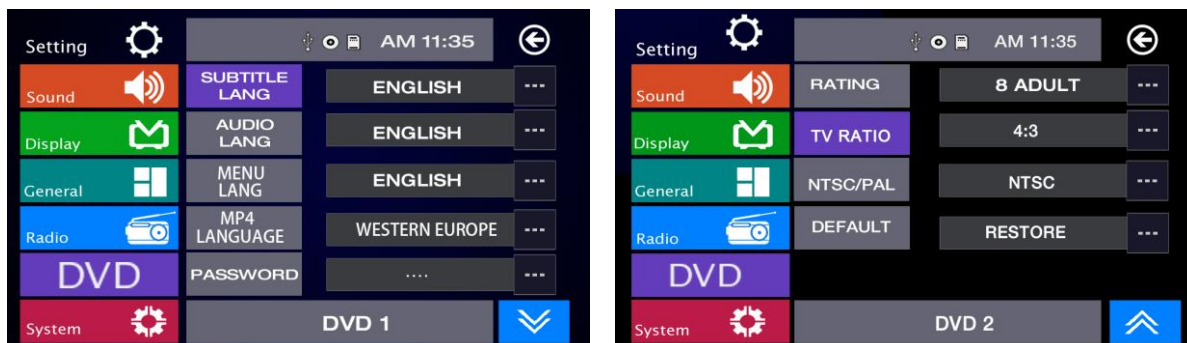 Setting
AM 11:35
Sound
SUBTITLE
LANG
ENGLISH
---
Display
AUDIO
LANG
ENGLISH
---
General
MENU
LANG
ENGLISH
---
Radio
MP4
LANGUAGE
WESTERN EUROPE
---
DVD
PASSWORD
....
---
System
DVD 1
Setting
AM 11:35
Sound
RATING
8 ADULT
---
Display
TV RATIO
4:3
---
General
NTSC/PAL
NTSC
---
Radio
DEFAULT
RESTORE
---
DVD
System
DVD 2